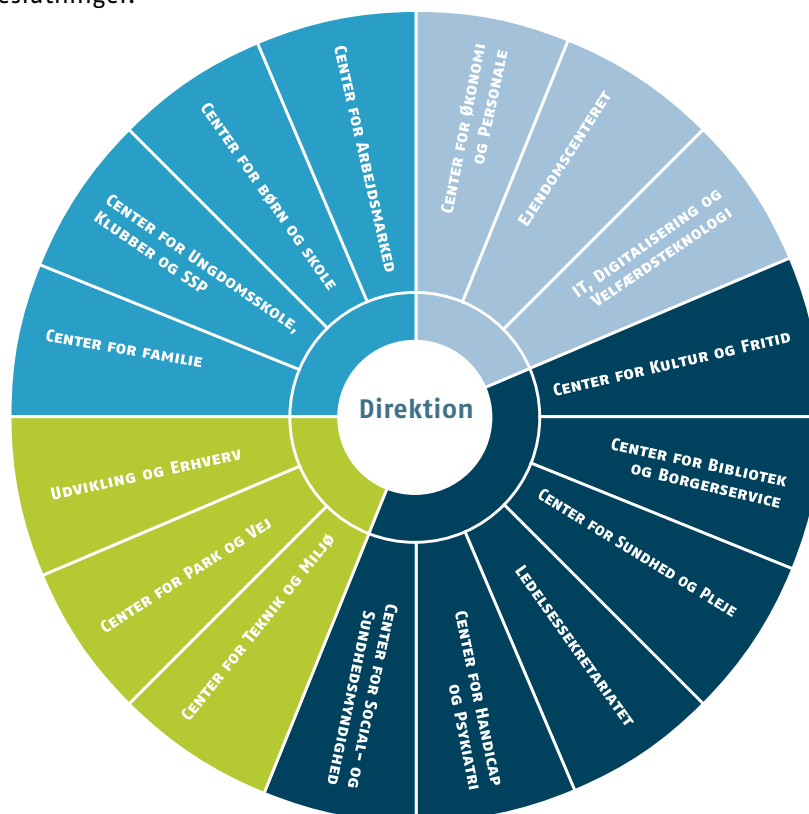 Direktion
Center for Økonomi
og Personale
Ejendomscenteret
IT, Digitalisering og
Velfærdsteknologi
Center for Kultur og Fritid
Center for Bibliotek
og Borgerservice
Center for Sundhed og Pleje
Ledelsessekretariatet
Center for Handicap
og Psykiatri
Center for Social- og
Sundhedsmyndighed
Center for Teknik og Miljø
Center for Park og Vej
Udvikling og Erhverv
Center for familie
Center for Ungdomsskole,
Klubber og SSP
Center for børn og skole
Center for Arbejdsmarked